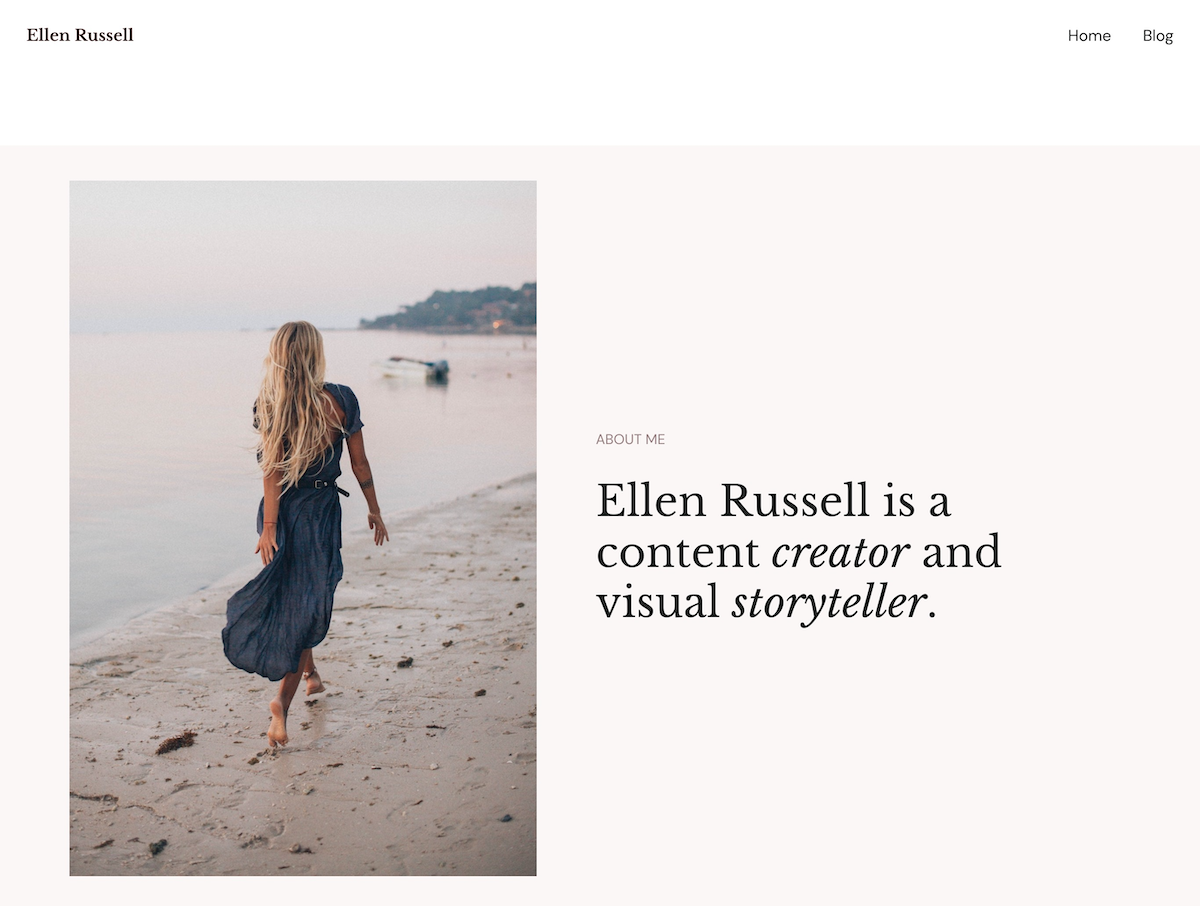 Ellen Russell
Home Blog
ABOUT ME
Ellen Russell is a
content creator and
visual storyteller.